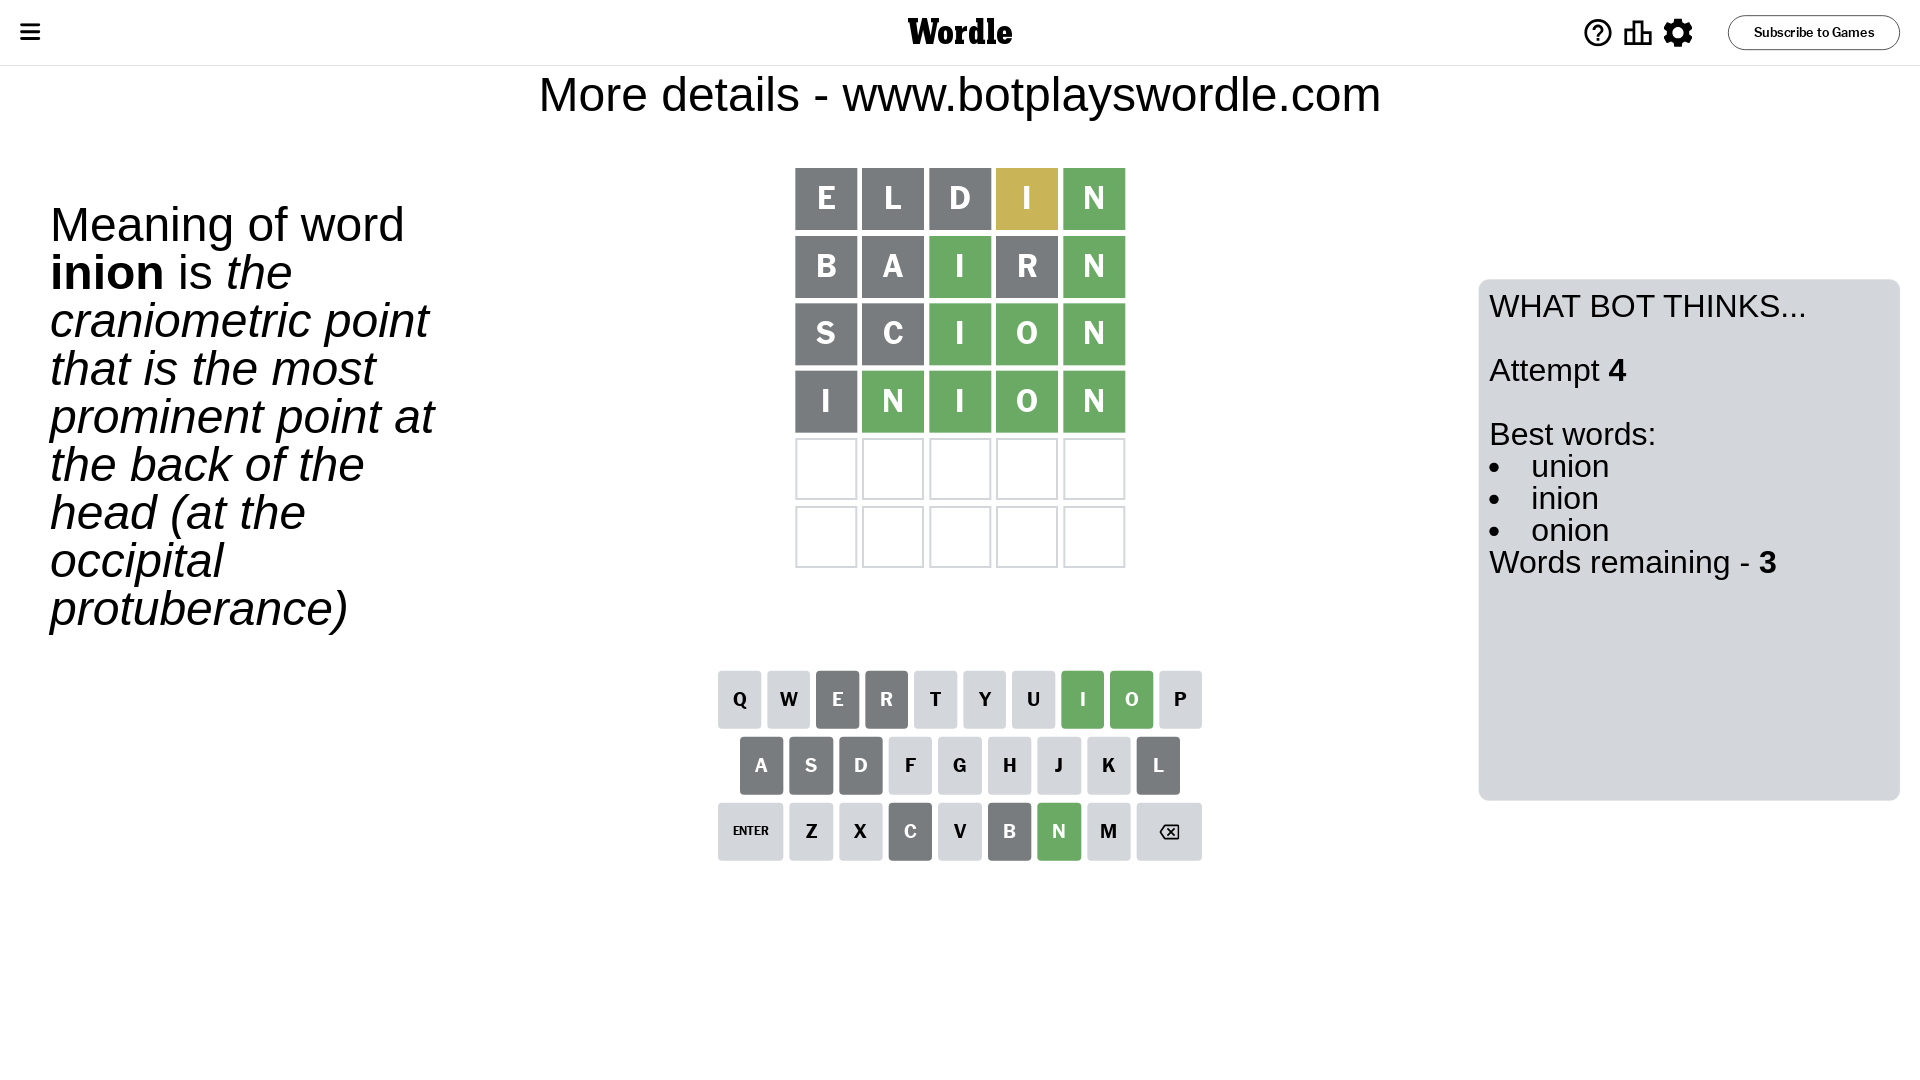 Wordle
Subscribe to Games
More details - www.botplayswordle.com
Meaning of word
inion is the
craniometric point
that is the most
prominent point at
the back of the
head (at the
occipital
protuberance)
E L D I N
B A I R N
S C I O N
I N I O N
WHAT BOT THINKS...
Attempt 4
Best words:
• union
• inion
• onion
Words remaining - 3
Q W E R T Y U I O P
A S D F G H J K L
ENTER Z X C V B N M